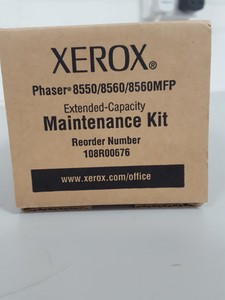 XEROX®
Phaser® 8550/8560/8560MFP
Extended-Capacity
Maintenance Kit
Reorder Number
108R00676
www.xerox.com/office